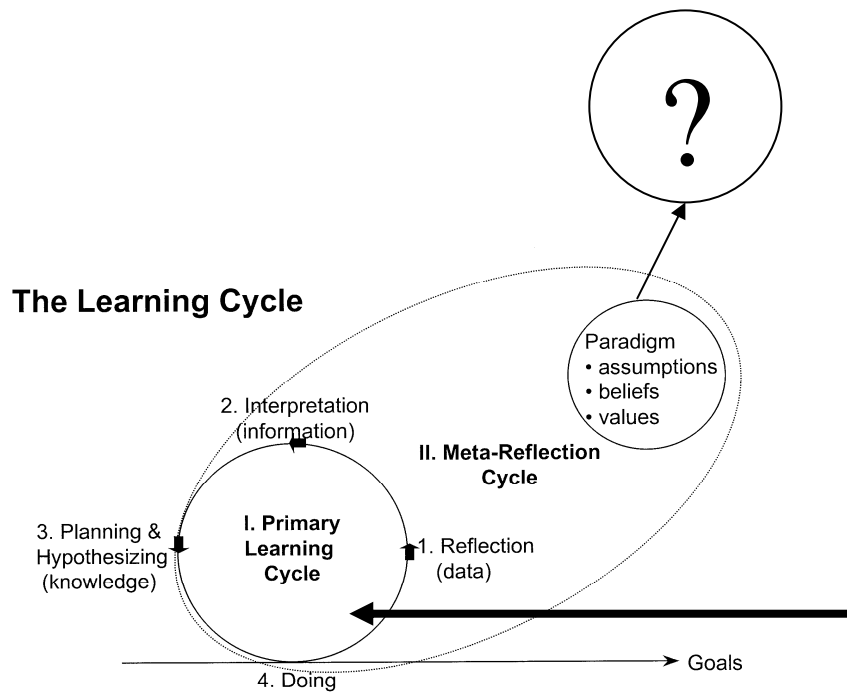 ?
The Learning Cycle
Paradigm
• assumptions
• beliefs
• values
2. Interpretation
(information)
II. Meta-Reflection
Cycle
I. Primary
Learning
Cycle
3. Planning &
Hypothesizing
(knowledge)
1. Reflection
(data)
Goals
4. Doing